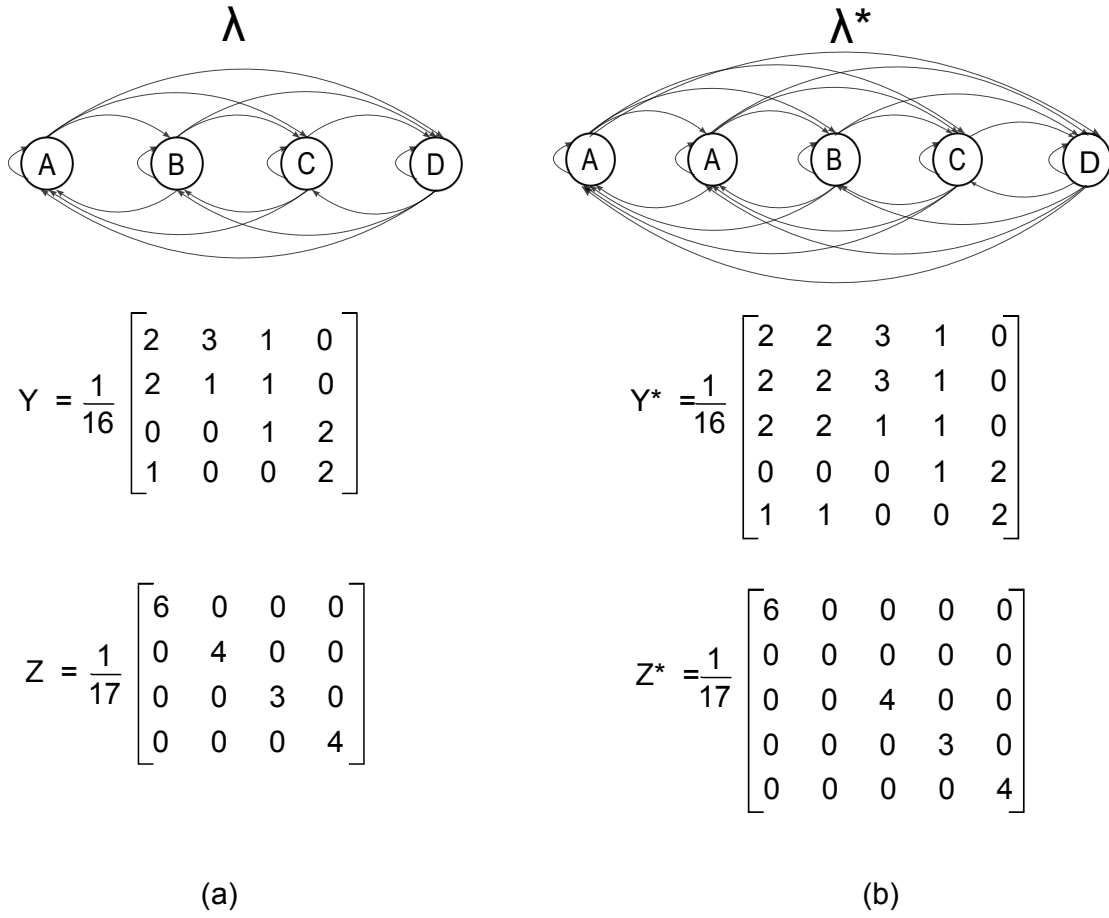 λ
A B C D
Y = 1/16
2 3 1 0
2 1 1 0
0 0 1 2
1 0 0 2
Z = 1/17
6 0 0 0
0 4 0 0
0 0 3 0
0 0 0 4
(a)
λ*
A A B C D
Y* = 1/16
2 2 3 1 0
2 2 3 1 0
2 2 1 1 0
0 0 0 1 2
1 1 0 0 2
Z* = 1/17
6 0 0 0 0
0 0 0 0 0
0 0 4 0 0
0 0 0 3 0
0 0 0 0 4
(b)